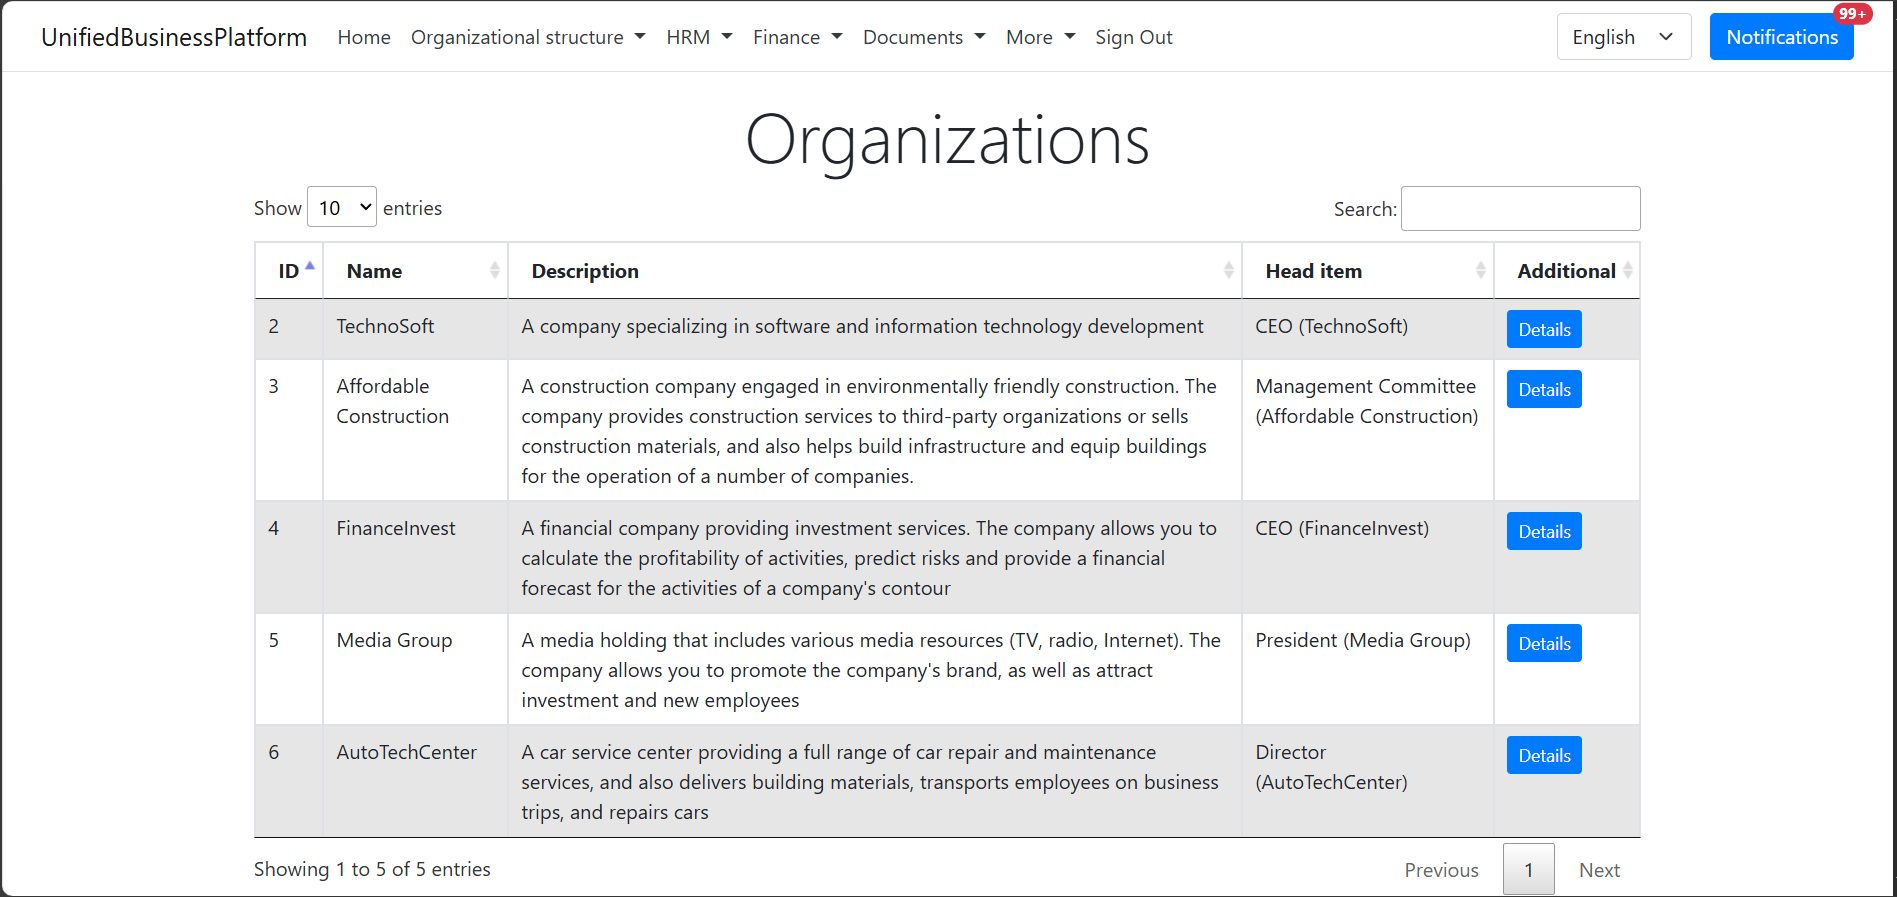 UnifiedBusinessPlatform Home Organizational structure HRM Finance Documents More Sign Out English Notifications 99+
Organizations
Show 10 entries Search:
ID Name Description Head item Additional
2 TechnoSoft A company specializing in software and information technology development CEO (TechnoSoft) Details
3 Affordable A construction company engaged in environmentally friendly construction. The Management Committee Details
Construction company provides construction services to third-party organizations or sells (Affordable Construction)
construction materials, and also helps build infrastructure and equip buildings
for the operation of a number of companies.
4 FinanceInvest A financial company providing investment services. The company allows you to CEO (FinanceInvest) Details
calculate the profitability of activities, predict risks and provide a financial
forecast for the activities of a company's contour
5 Media Group A media holding that includes various media resources (TV, radio, Internet). The President (Media Group) Details
company allows you to promote the company's brand, as well as attract
investment and new employees
6 AutoTechCenter A car service center providing a full range of car repair and maintenance Director Details
services, and also delivers building materials, transports employees on business (AutoTechCenter)
trips, and repairs cars
Showing 1 to 5 of 5 entries Previous 1 Next